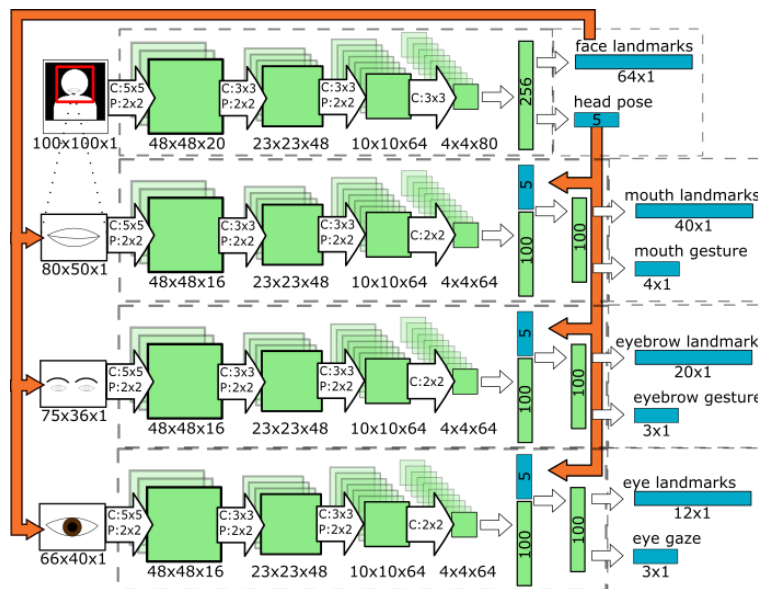 100x100x1
C:5x5
P:2x2
48x48x20
C:3x3
P:2x2
23x23x48
C:3x3
P:2x2
10x10x64
C:3x3
4x4x80
256
face landmarks
64x1
head pose
5
80x50x1
C:5x5
P:2x2
48x48x16
C:3x3
P:2x2
23x23x48
C:3x3
P:2x2
10x10x64
C:2x2
4x4x64
5
100
100
mouth landmarks
40x1
mouth gesture
4x1
75x36x1
C:5x5
P:2x2
48x48x16
C:3x3
P:2x2
23x23x48
C:3x3
P:2x2
10x10x64
C:2x2
4x4x64
5
100
100
eyebrow landmark
20x1
eyebrow gesture
3x1
66x40x1
C:5x5
P:2x2
48x48x16
C:3x3
P:2x2
23x23x48
C:3x3
P:2x2
10x10x64
C:2x2
4x4x64
5
100
100
eye landmarks
12x1
eye gaze
3x1